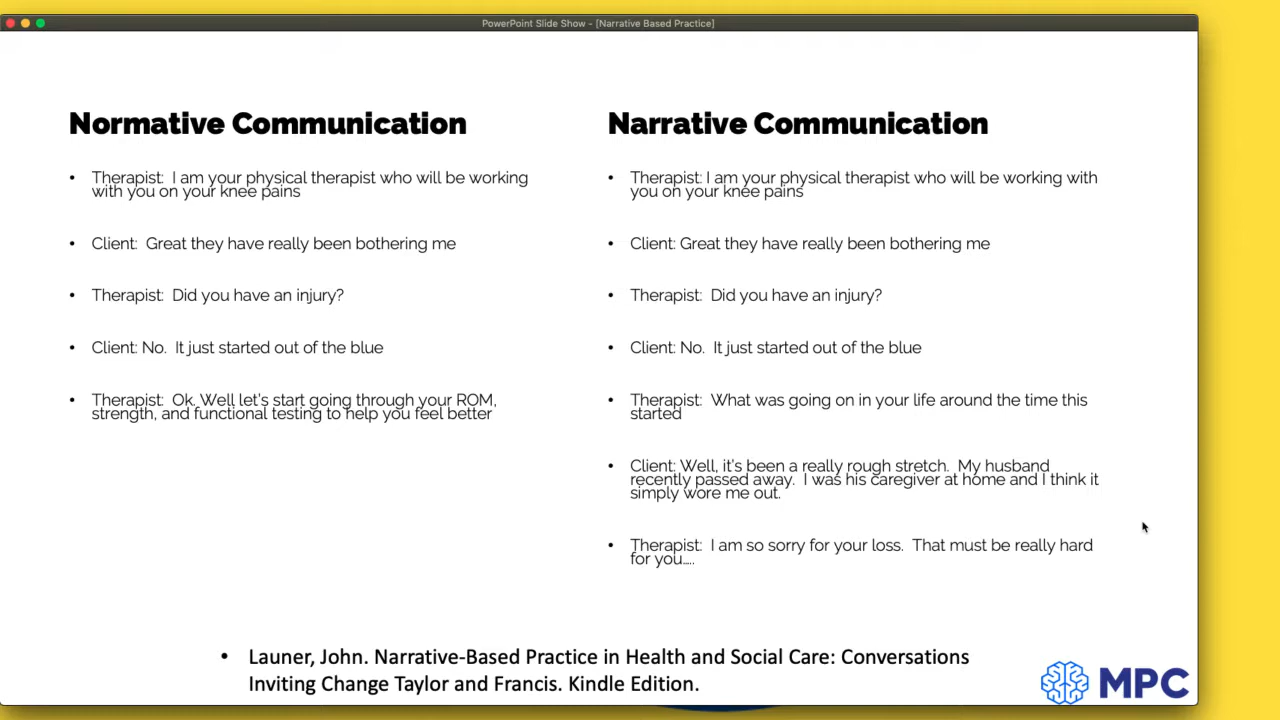 PowerPoint Slide Show - [Narrative Based Practice]
Normative Communication
• Therapist:  I am your physical therapist who will be working
with you on your knee pains
• Client:  Great they have really been bothering me
• Therapist:  Did you have an injury?
• Client: No.  It just started out of the blue
• Therapist:  Ok. Well let's start going through your ROM,
strength, and functional testing to help you feel better
Narrative Communication
• Therapist: I am your physical therapist who will be working with
you on your knee pains
• Client: Great they have really been bothering me
• Therapist:  Did you have an injury?
• Client: No.  It just started out of the blue
• Therapist:  What was going on in your life around the time this
started
• Client: Well, it's been a really rough stretch.  My husband
recently passed away.  I was his caregiver at home and I think it
simply wore me out.
• Therapist:  I am so sorry for your loss.  That must be really hard
for you.....
• Launer, John. Narrative-Based Practice in Health and Social Care: Conversations
Inviting Change Taylor and Francis. Kindle Edition.
MPC